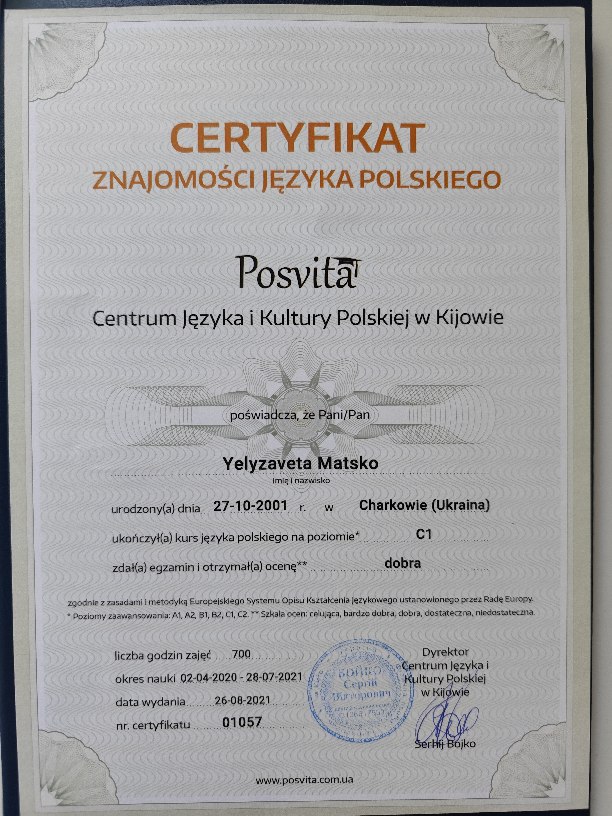 CERTYFIKAT
ZNAJOMOŚCI JĘZYKA POLSKIEGO
Posvita
Centrum Języka i Kultury Polskiej w Kijowie
poświadcza, że Pani/Pan
Yelyzaveta Matsko
imię i nazwisko
urodzony(a) dnia 27-10-2001 r. w Charkowie (Ukraina)
ukończył(a) kurs języka polskiego na poziomie* C1
zdał(a) egzamin i otrzymał(a) ocenę** dobra
zgodnie z zasadami i metodyką Europejskiego Systemu Opisu Kształcenia Językowego ustanowionego przez Radę Europy.
* Poziomy zaawansowania: A1, A2, B1, B2, C1, C2. ** Szkala ocen: celująca, bardzo dobra, dobra, dostateczna, niedostateczna.
liczba godzin zajęć 700
okres nauki 02-04-2020 - 28-07-2021
data wydania 26-08-2021
nr. certyfikatu 01057
БОЙКО
Сергій
Вікторович
Dyrektor
Centrum Języka i
Kultury Polskiej
w Kijowie
Serhij Bojko
www.posvita.com.ua